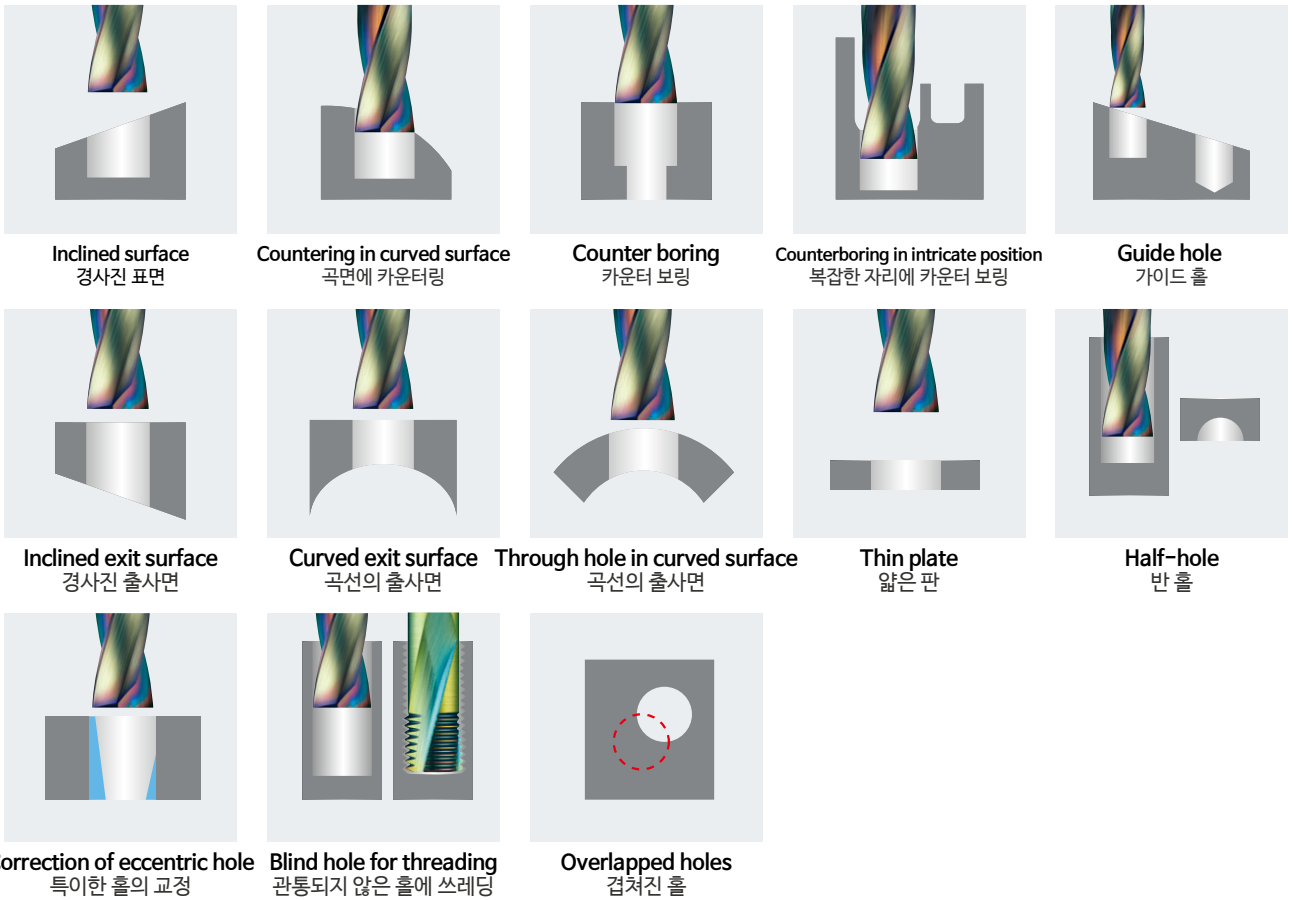 Inclined surface
경사진 표면
Countering in curved surface
곡면에 카운터링
Counter boring
카운터 보링
Counterboring in intricate position
복잡한 자리에 카운터 보링
Guide hole
가이드 홀
Inclined exit surface
경사진 출사면
Curved exit surface
곡선의 출사면
Through hole in curved surface
곡선의 출사면
Thin plate
얇은 판
Half-hole
반 홀
orrection of eccentric hole
특이한 홀의 교정
Blind hole for threading
관통되지 않은 홀에 쓰레딩
Overlapped holes
겹쳐진 홀